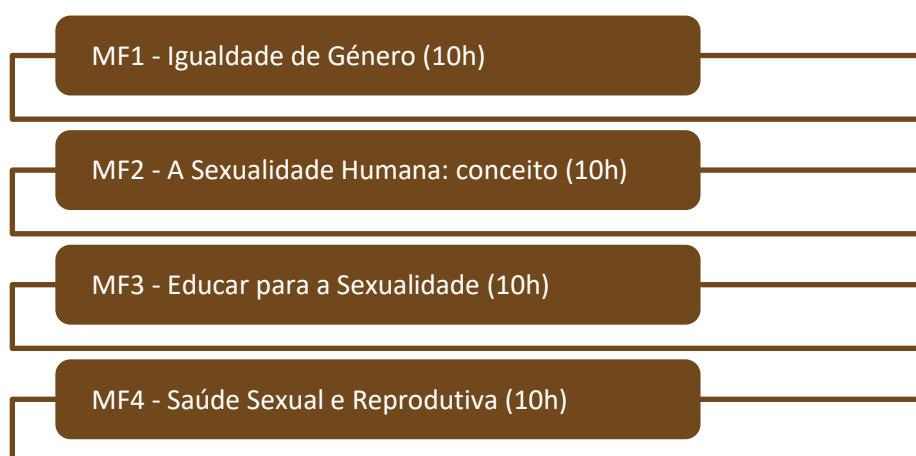 MF1 - Igualdade de Género (10h)
MF2 - A Sexualidade Humana: conceito (10h)
MF3 - Educar para a Sexualidade (10h)
MF4 - Saúde Sexual e Reprodutiva (10h)